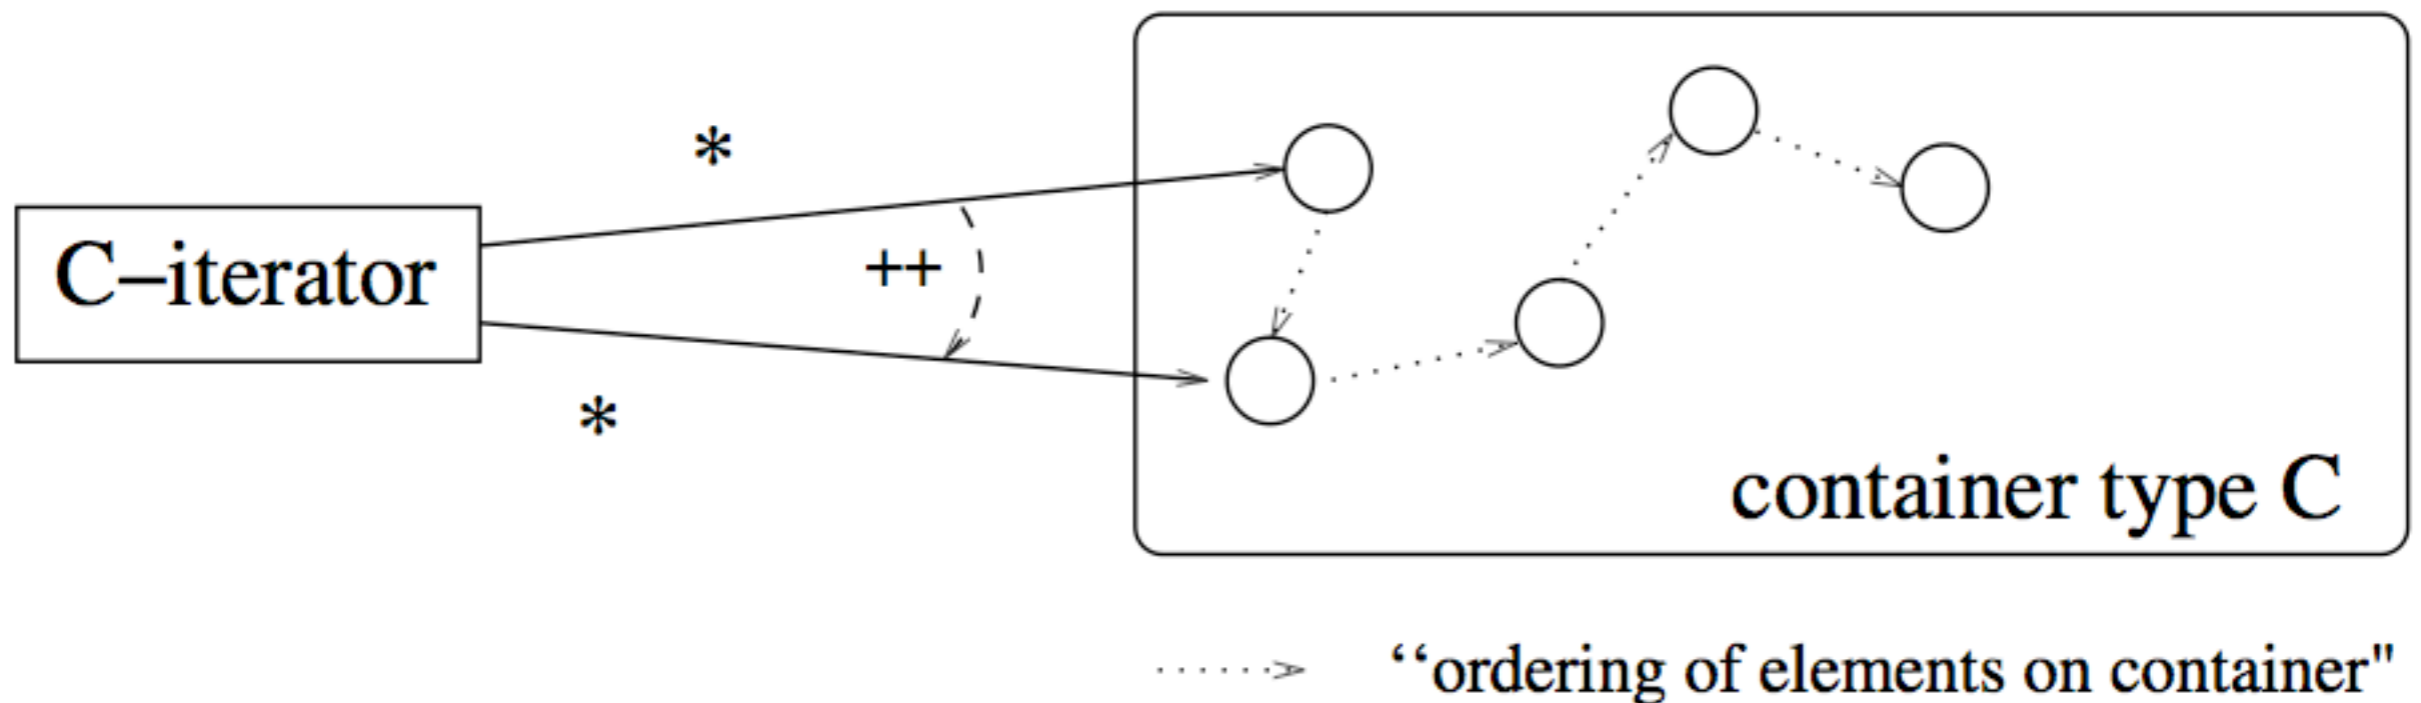 *
++
C–iterator
*
container type C
‘‘ordering of elements on container"